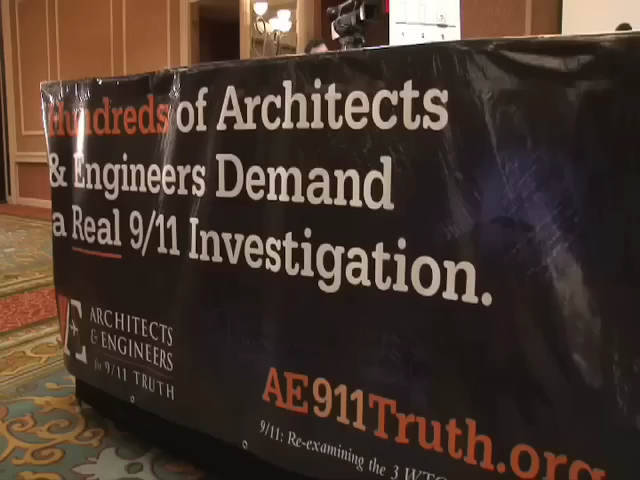 Hundreds of Architects
& Engineers Demand
a Real 9/11 Investigation.
ARCHITECTS
& ENGINEERS
for 9/11 TRUTH
AE911Truth.org
9/11: Re-examining the 3 WTC